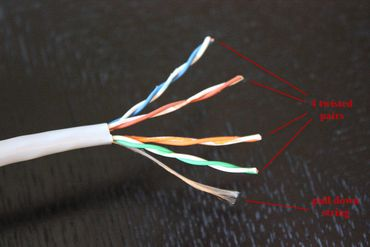 4 twisted
pairs
pull down
string